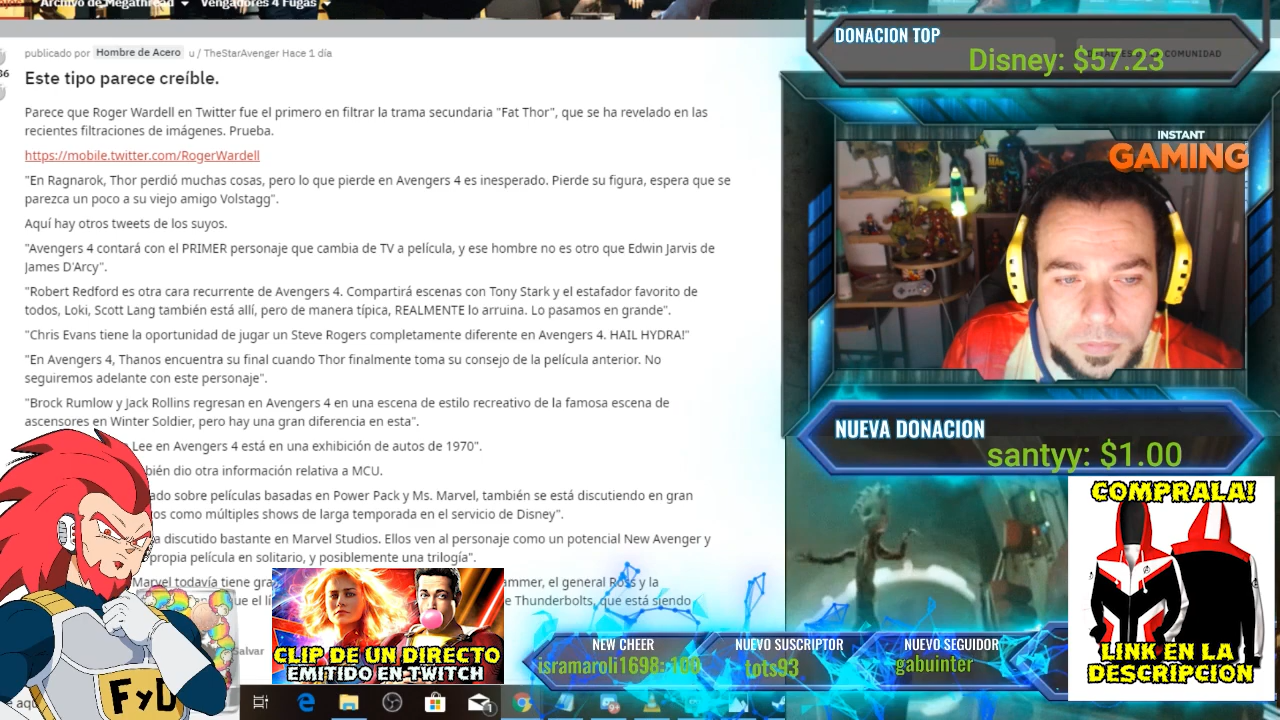 Archivo de Megathread
Vengadores 4 Fugas
publicado por Hombre de Acero u / TheStarAvenger Hace 1 día
36
Este tipo parece creíble.
Parece que Roger Wardell en Twitter fue el primero en filtrar la trama secundaria "Fat Thor", que se ha revelado en las
recientes filtraciones de imágenes. Prueba.
https://mobile.twitter.com/RogerWardell
"En Ragnarok, Thor perdió muchas cosas, pero lo que pierde en Avengers 4 es inesperado. Pierde su figura, espera que se
parezca un poco a su viejo amigo Volstagg".
Aquí hay otros tweets de los suyos.
"Avengers 4 contará con el PRIMER personaje que cambia de TV a película, y ese hombre no es otro que Edwin Jarvis de
James D'Arcy".
"Robert Redford es otra cara recurrente de Avengers 4. Compartirá escenas con Tony Stark y el estafador favorito de
todos, Loki, Scott Lang también está allí, pero de manera típica, REALMENTE lo arruina. Lo pasamos en grande".
"Chris Evans tiene la oportunidad de jugar un Steve Rogers completamente diferente en Avengers 4. HAIL HYDRA!"
"En Avengers 4, Thanos encuentra su final cuando Thor finalmente toma su consejo de la película anterior. No
seguiremos adelante con este personaje".
"Brock Rumlow y Jack Rollins regresan en Avengers 4 en una escena de estilo recreativo de la famosa escena de
ascensores en Winter Soldier, pero hay una gran diferencia en esta".
Lee en Avengers 4 está en una exhibición de autos de 1970".
bién dio otra información relativa a MCU.
ado sobre películas basadas en Power Pack y Ms. Marvel, también se está discutiendo en gran
os como múltiples shows de larga temporada en el servicio de Disney".
a discutido bastante en Marvel Studios. Ellos ven al personaje como un potencial New Avenger y
propia película en solitario, y posiblemente una trilogía".
Marvel todavía tiene gra
ammer, el general Ross y la
que el lí
e Thunderbolts, que está siendo
Salvar
FyD
CLIP DE UN DIRECTO
EMITIDO EN TWITCH
DONACION TOP
Disney: $57.23
COMUNIDAD
INSTANT
GAMING
NUEVA DONACION
santyy: $1.00
COMPRALA!
LINK EN LA
DESCRIPCION
NEW CHEER
isramaroli1698: 100
NUEVO SUSCRIPTOR
tots93
NUEVO SEGUIDOR
gabuinter